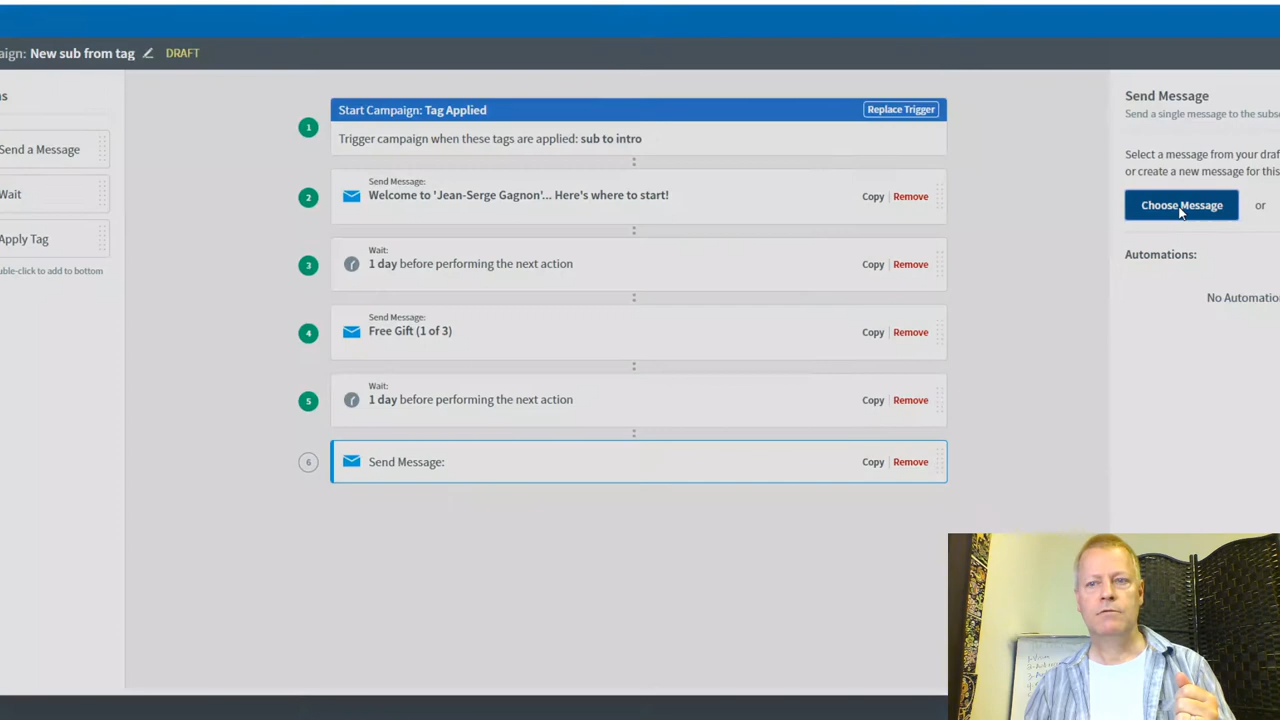 aign: New sub from tag DRAFT
ns
Send a Message
Wait
Apply Tag
uble-click to add to bottom
Start Campaign: Tag Applied
Replace Trigger
1
Trigger campaign when these tags are applied: sub to intro
2
Send Message:
Welcome to 'Jean-Serge Gagnon'... Here's where to start!
Copy | Remove
3
Wait:
1 day before performing the next action
Copy | Remove
4
Send Message:
Free Gift (1 of 3)
Copy | Remove
5
Wait:
1 day before performing the next action
Copy | Remove
6
Send Message:
Copy | Remove
Send Message
Send a single message to the subs
Select a message from your draf
or create a new message for this
Choose Message
or
Automations:
No Automatio